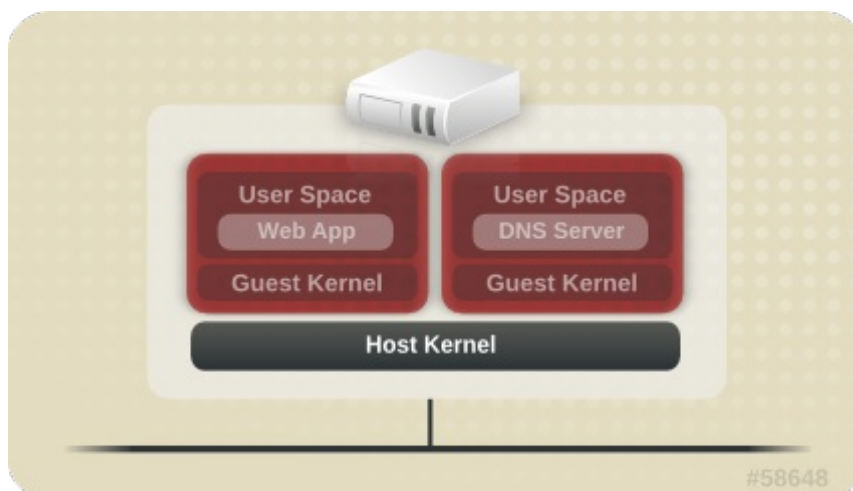 User Space
Web App
Guest Kernel
User Space
DNS Server
Guest Kernel
Host Kernel
#58648